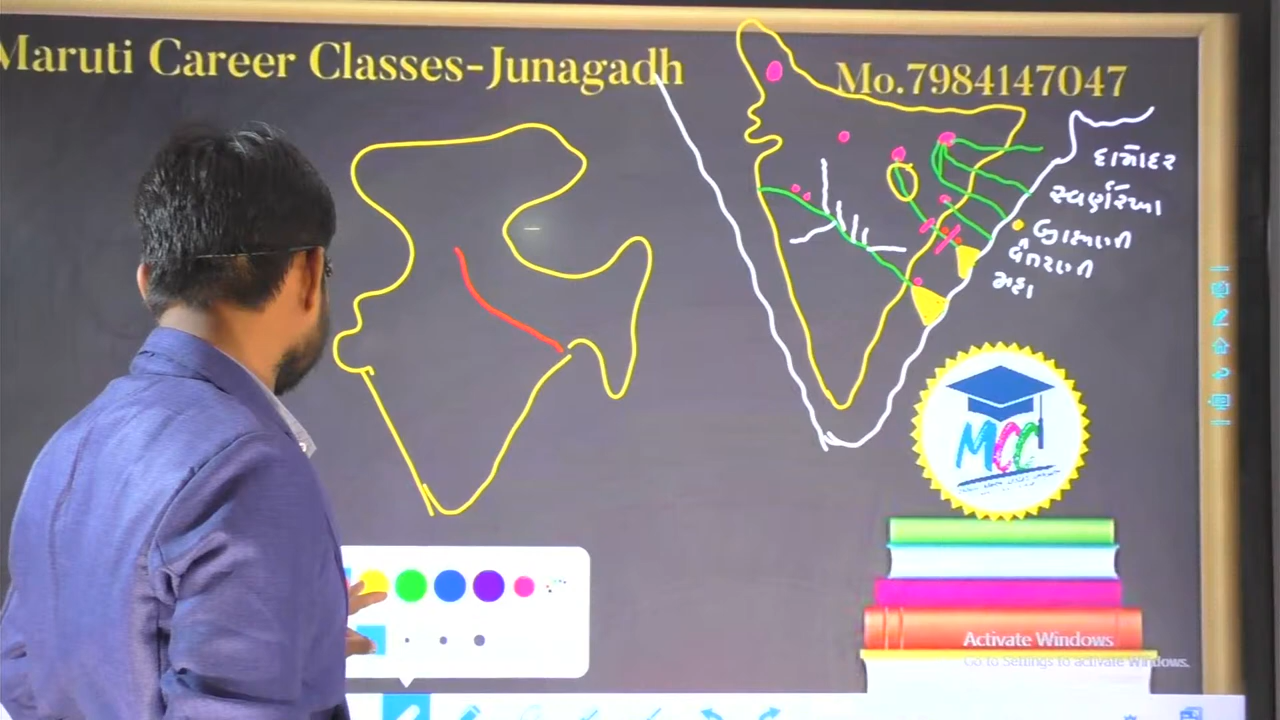 Maruti Career Classes-Junagadh
Mo.7984147047
દામોદર
સ્વર્ણરેખા
બ્રાહ્મણી
વૈતરણી
મહા
MCC
Activate Windows
Go to Settings to activate Windows.